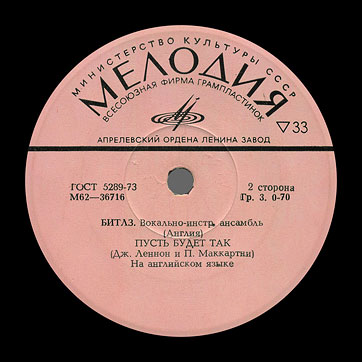 МИНИСТЕРСТВО КУЛЬТУРЫ СССР
МЕЛОДИЯ
ВСЕСОЮЗНАЯ ФИРМА ГРАМПЛАСТИНОК
▽33
АПРЕЛЕВСКИЙ ОРДЕНА ЛЕНИНА ЗАВОД
ГОСТ 5289-73
М62—36716
2 сторона
Гр. 3. 0-70
БИТЛЗ. Вокально-инстр. ансамбль
(Англия)
ПУСТЬ БУДЕТ ТАК
(Дж. Леннон и П. Маккартни)
На английском языке